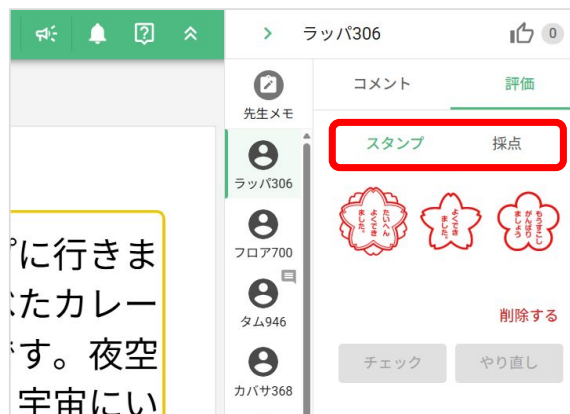 ラッパ306
0
先生メモ
ラッパ306
フロア700
タム946
カバサ368
コメント
評価
スタンプ
採点
たいへん
よくでき
ました。
よくでき
ました。
もうすこし
がんばり
ましょう
削除する
チェック
やり直し
に行きま
たカレー
す。夜空
宇宙にい